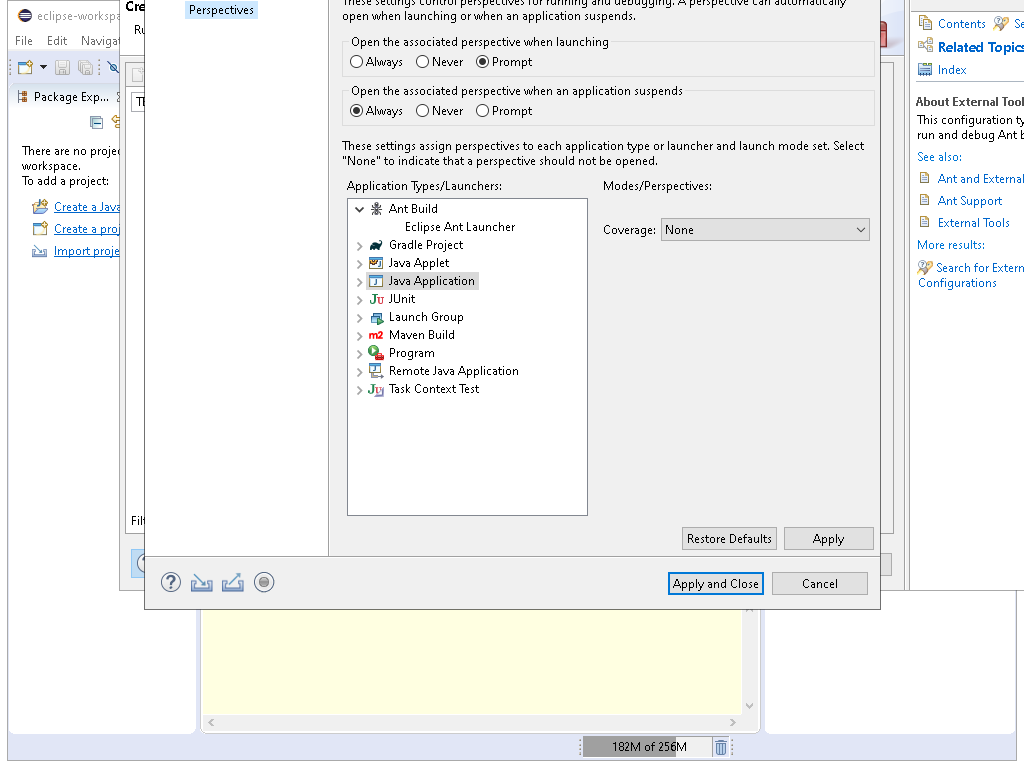 eclipse-workspa
File Edit Navigat
Package Exp...
There are no proje
workspace.
To add a project:
Create a Java
Create a proj
Import proje
Cre
Ru
Perspectives
These settings control perspectives for running and debugging. A perspective can automatically
open when launching or when an application suspends.
Open the associated perspective when launching
Always Never Prompt
Open the associated perspective when an application suspends
Always Never Prompt
These settings assign perspectives to each application type or launcher and launch mode set. Select
"None" to indicate that a perspective should not be opened.
Application Types/Launchers:
Modes/Perspectives:
Ant Build
Eclipse Ant Launcher
Gradle Project
Java Applet
Java Application
JUnit
Launch Group
Maven Build
Program
Remote Java Application
Task Context Test
Coverage: None
Restore Defaults Apply
Apply and Close Cancel
Filt
Contents Se
Related Topics
Index
About External Tool
This configuration ty
run and debug Ant b
See also:
Ant and External
Ant Support
External Tools
More results:
Search for Extern
Configurations
182M of 256M